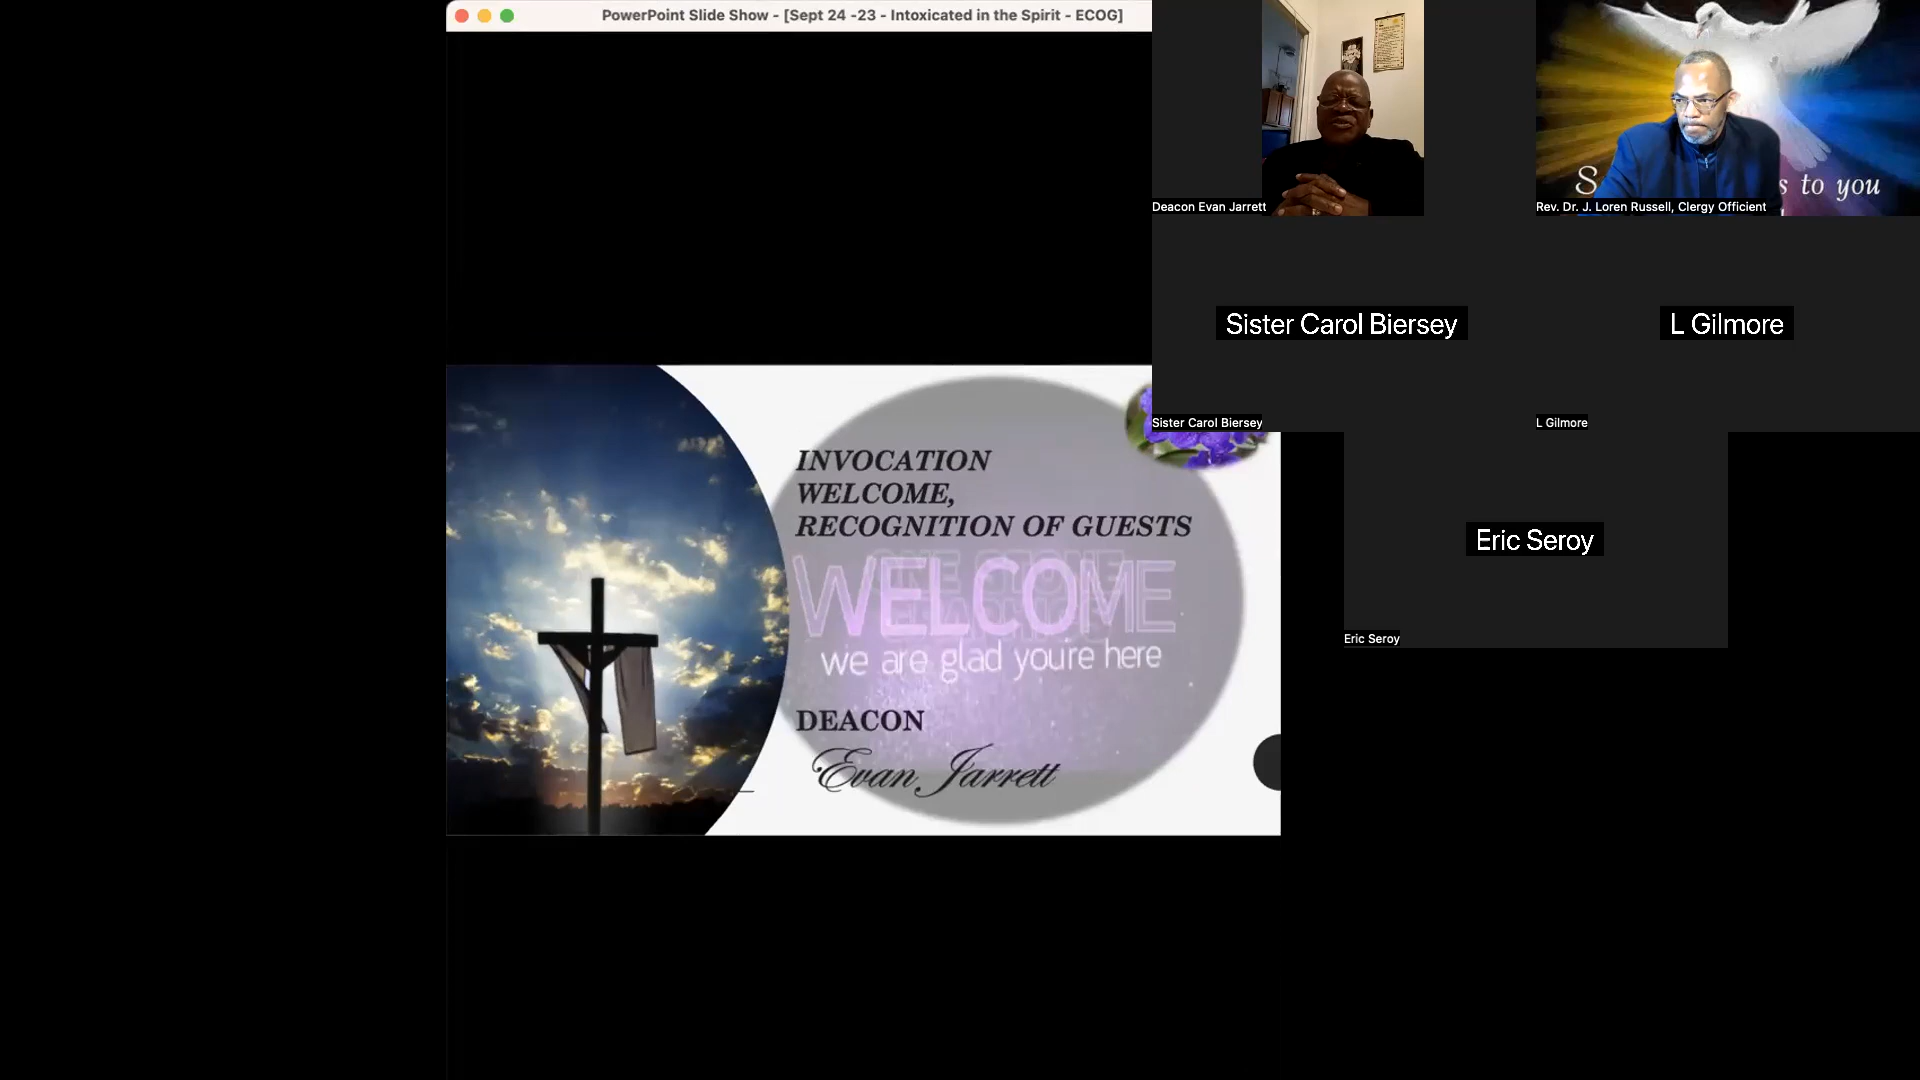 PowerPoint Slide Show - [Sept 24 -23 - Intoxicated in the Spirit - ECOG]
INVOCATION
WELCOME,
RECOGNITION OF GUESTS
WELCOME
we are glad youre here
DEACON
Evan Jarrett
Deacon Evan Jarrett
s to you
Rev. Dr. J. Loren Russell, Clergy Officient
Sister Carol Biersey
Sister Carol Biersey
L Gilmore
L Gilmore
Eric Seroy
Eric Seroy